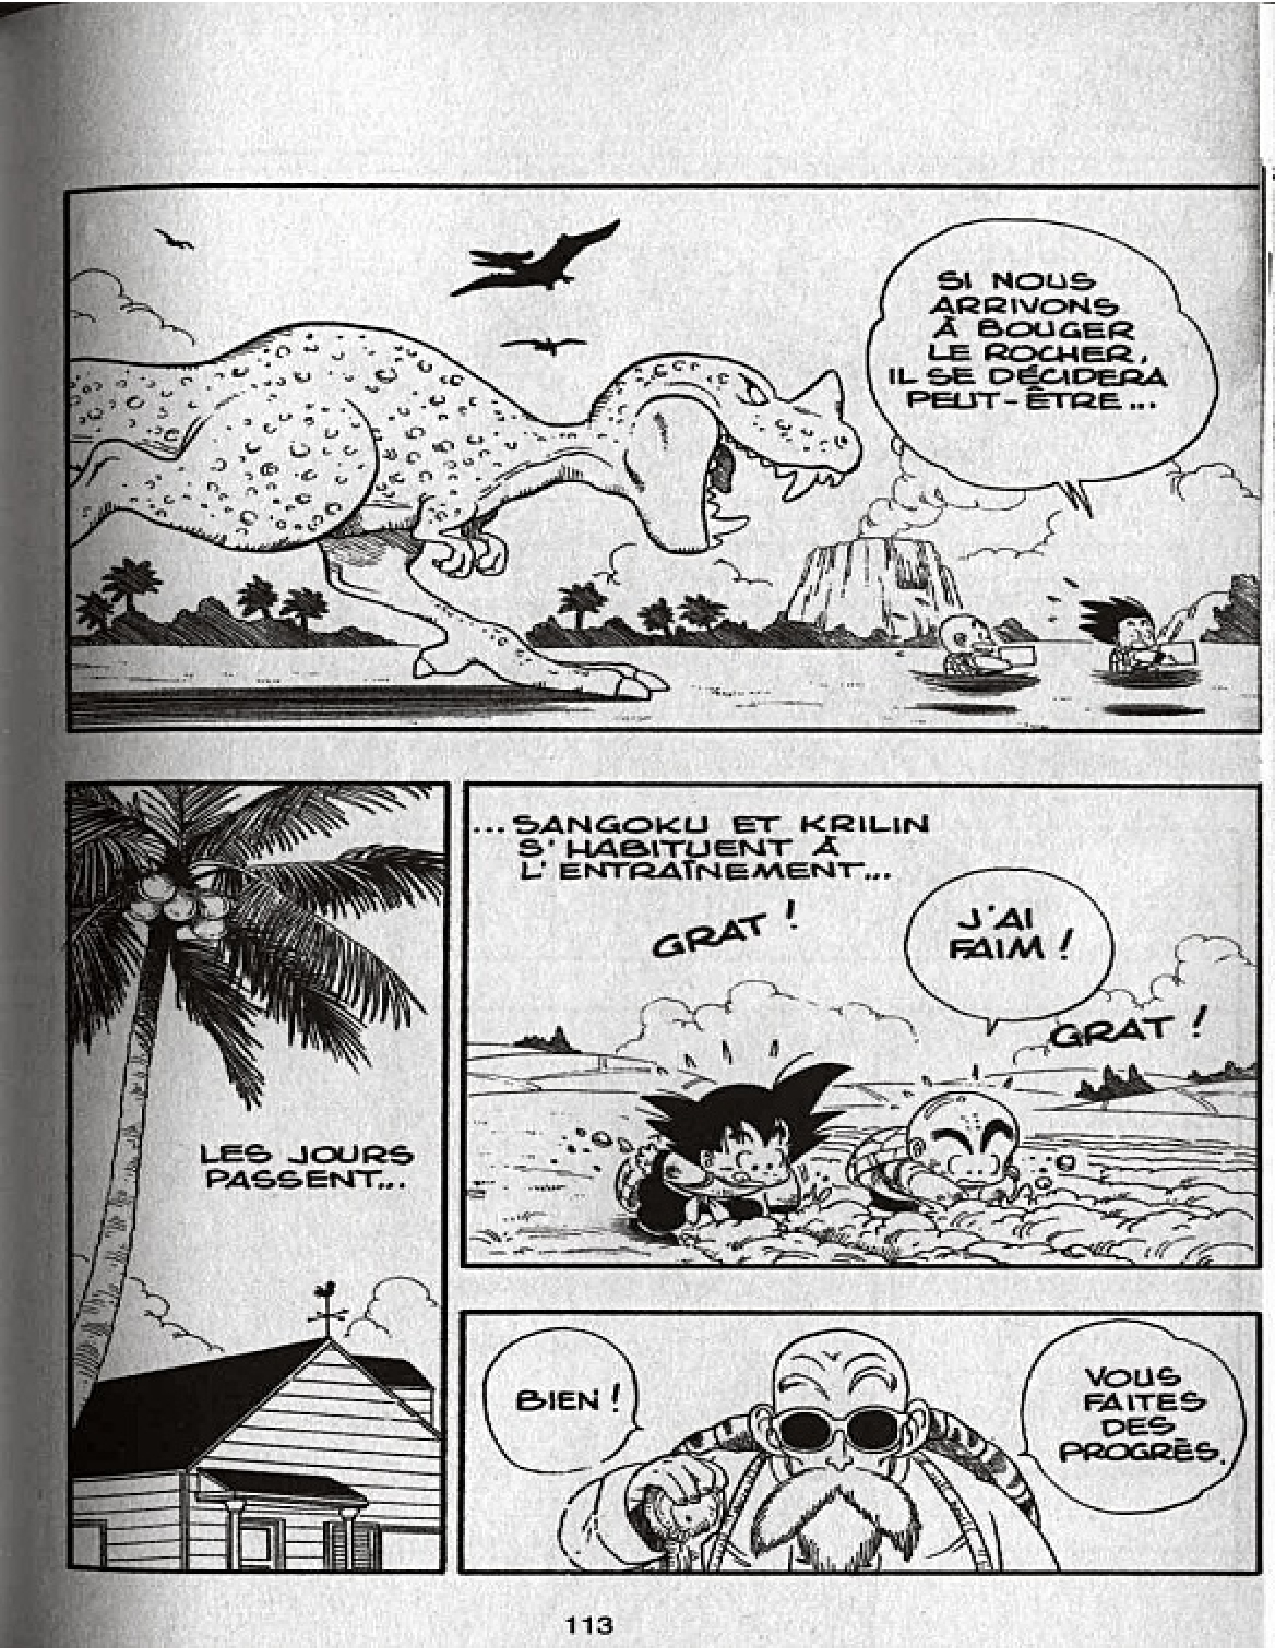 SI NOUS
ARRIVONS
À BOUGER
LE ROCHER,
IL SE DÉCIDERA
PEUT-ÊTRE...
LES JOURS
PASSENT...
...SANGOKU ET KRILIN
S'HABITUENT À
L'ENTRAÎNEMENT...
GRAT !
J'AI
FAIM !
GRAT !
BIEN !
VOUS
FAITES
DES
PROGRÈS.
113